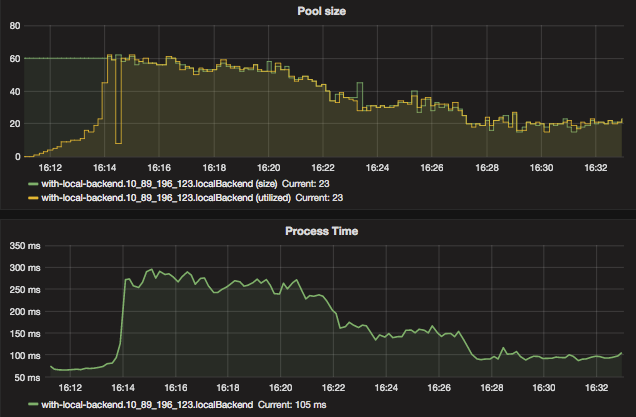 Pool size
80
60
40
20
0
16:12 16:14 16:16 16:18 16:20 16:22 16:24 16:26 16:28 16:30 16:32
with-local-backend.10_89_196_123.localBackend (size) Current: 23
with-local-backend.10_89_196_123.localBackend (utilized) Current: 23
Process Time
350 ms
300 ms
250 ms
200 ms
150 ms
100 ms
50 ms
16:12 16:14 16:16 16:18 16:20 16:22 16:24 16:26 16:28 16:30 16:32
with-local-backend.10_89_196_123.localBackend Current: 105 ms